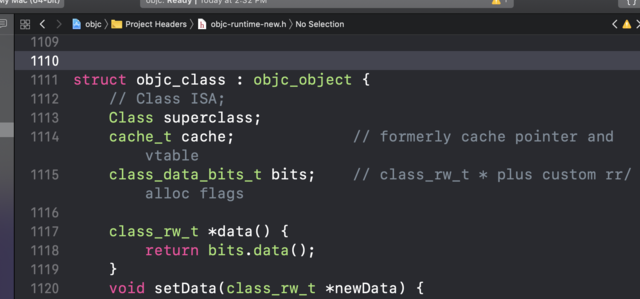 My Mac (64-bit)
objc: Ready | Today at 2:32 PM
objc 〉 Project Headers 〉 objc-runtime-new.h 〉 No Selection
1109
1110
1111 struct objc_class : objc_object {
1112 // Class ISA;
1113 Class superclass;
1114 cache_t cache; // formerly cache pointer and
vtable
1115 class_data_bits_t bits; // class_rw_t * plus custom rr/
alloc flags
1116
1117 class_rw_t *data() {
1118 return bits.data();
1119 }
1120 void setData(class_rw_t *newData) {